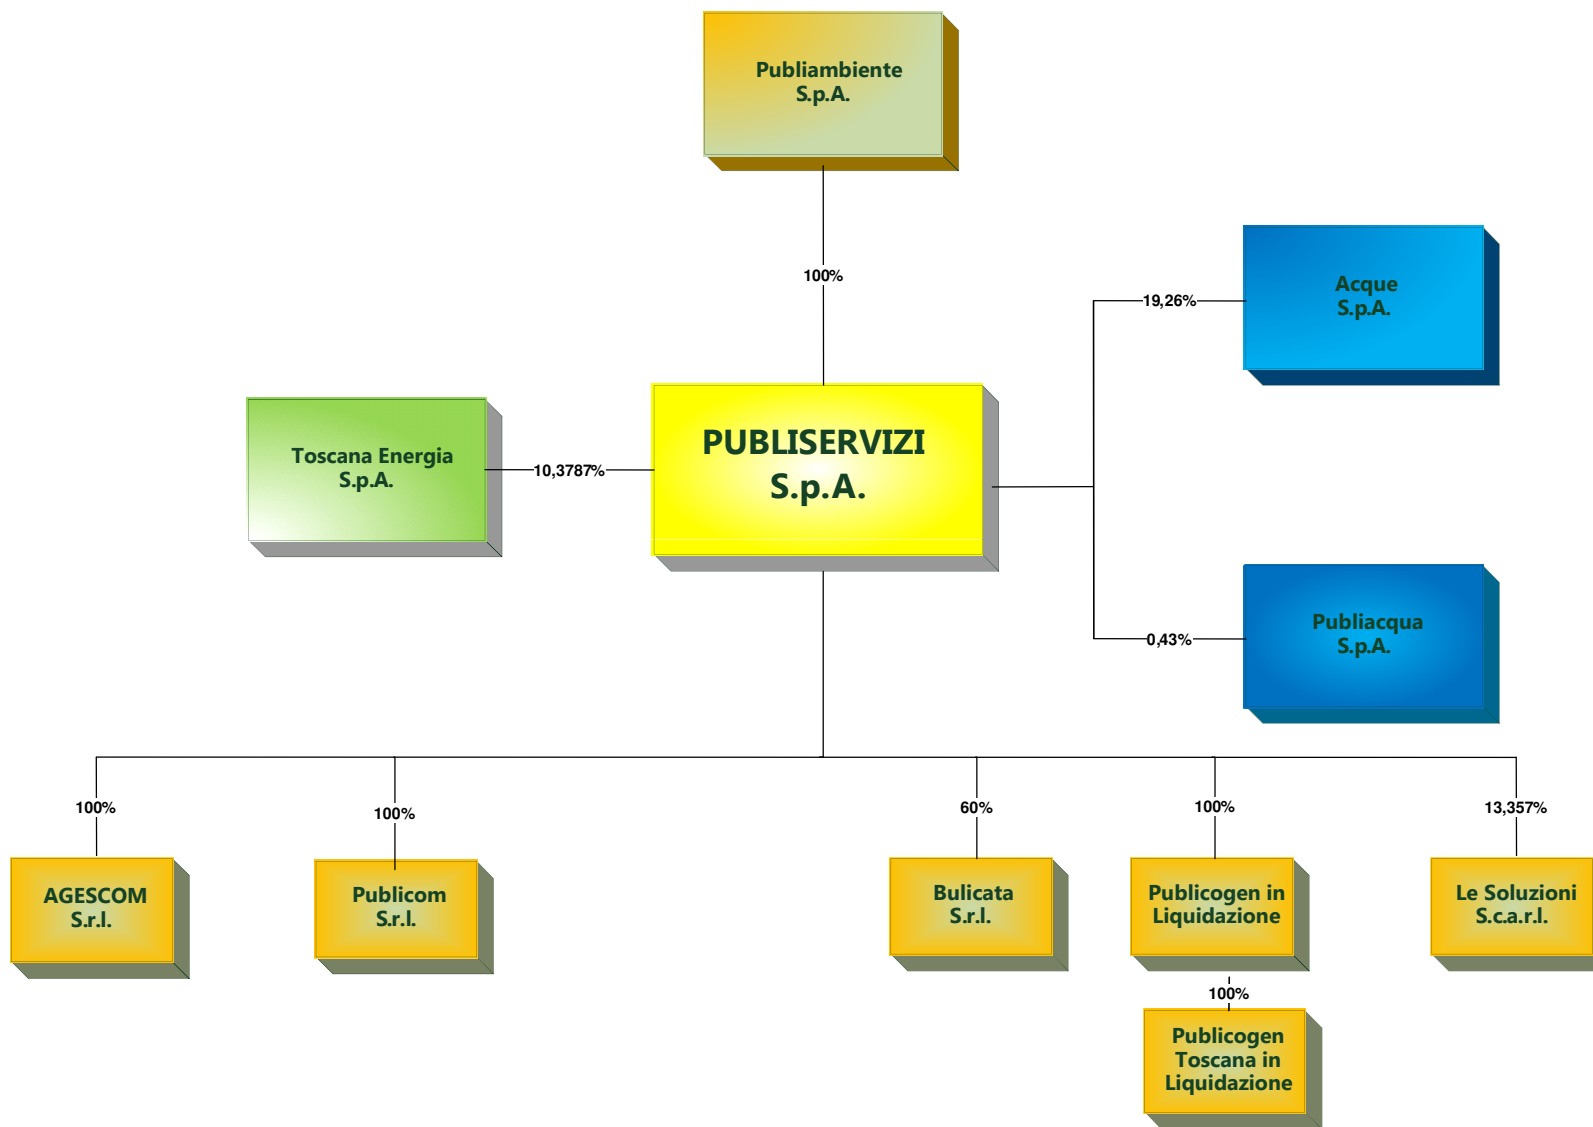 Publiambiente
S.p.A.
100%
19,26%
Acque
S.p.A.
Toscana Energia
S.p.A.
10,3787%
PUBLISERVIZI
S.p.A.
0,43%
Publiacqua
S.p.A.
100%
100%
60%
100%
13,357%
AGESCOM
S.r.l.
Publicom
S.r.l.
Bulicata
S.r.l.
Publicogen in
Liquidazione
Le Soluzioni
S.c.a.r.l.
100%
Publicogen
Toscana in
Liquidazione